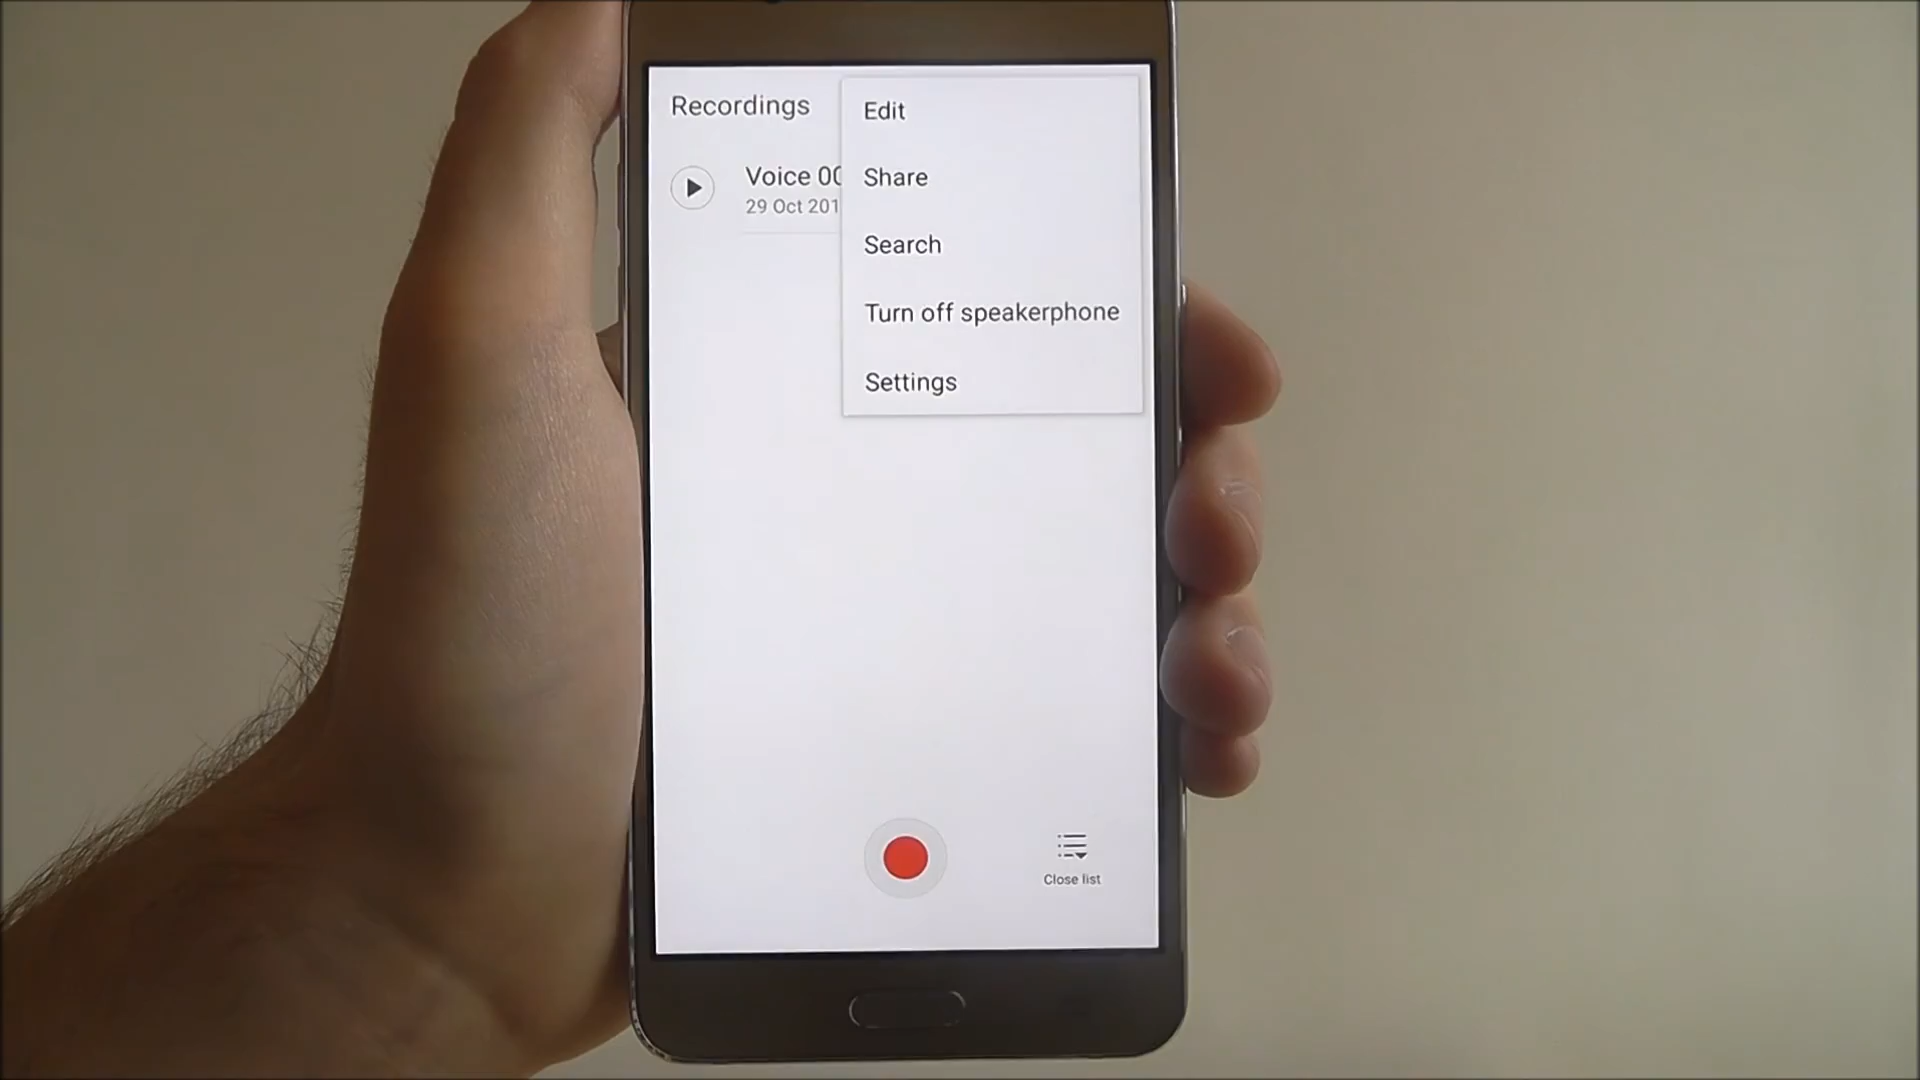 Recordings
Edit
Voice 00
29 Oct 201
Share
Search
Turn off speakerphone
Settings
Close list